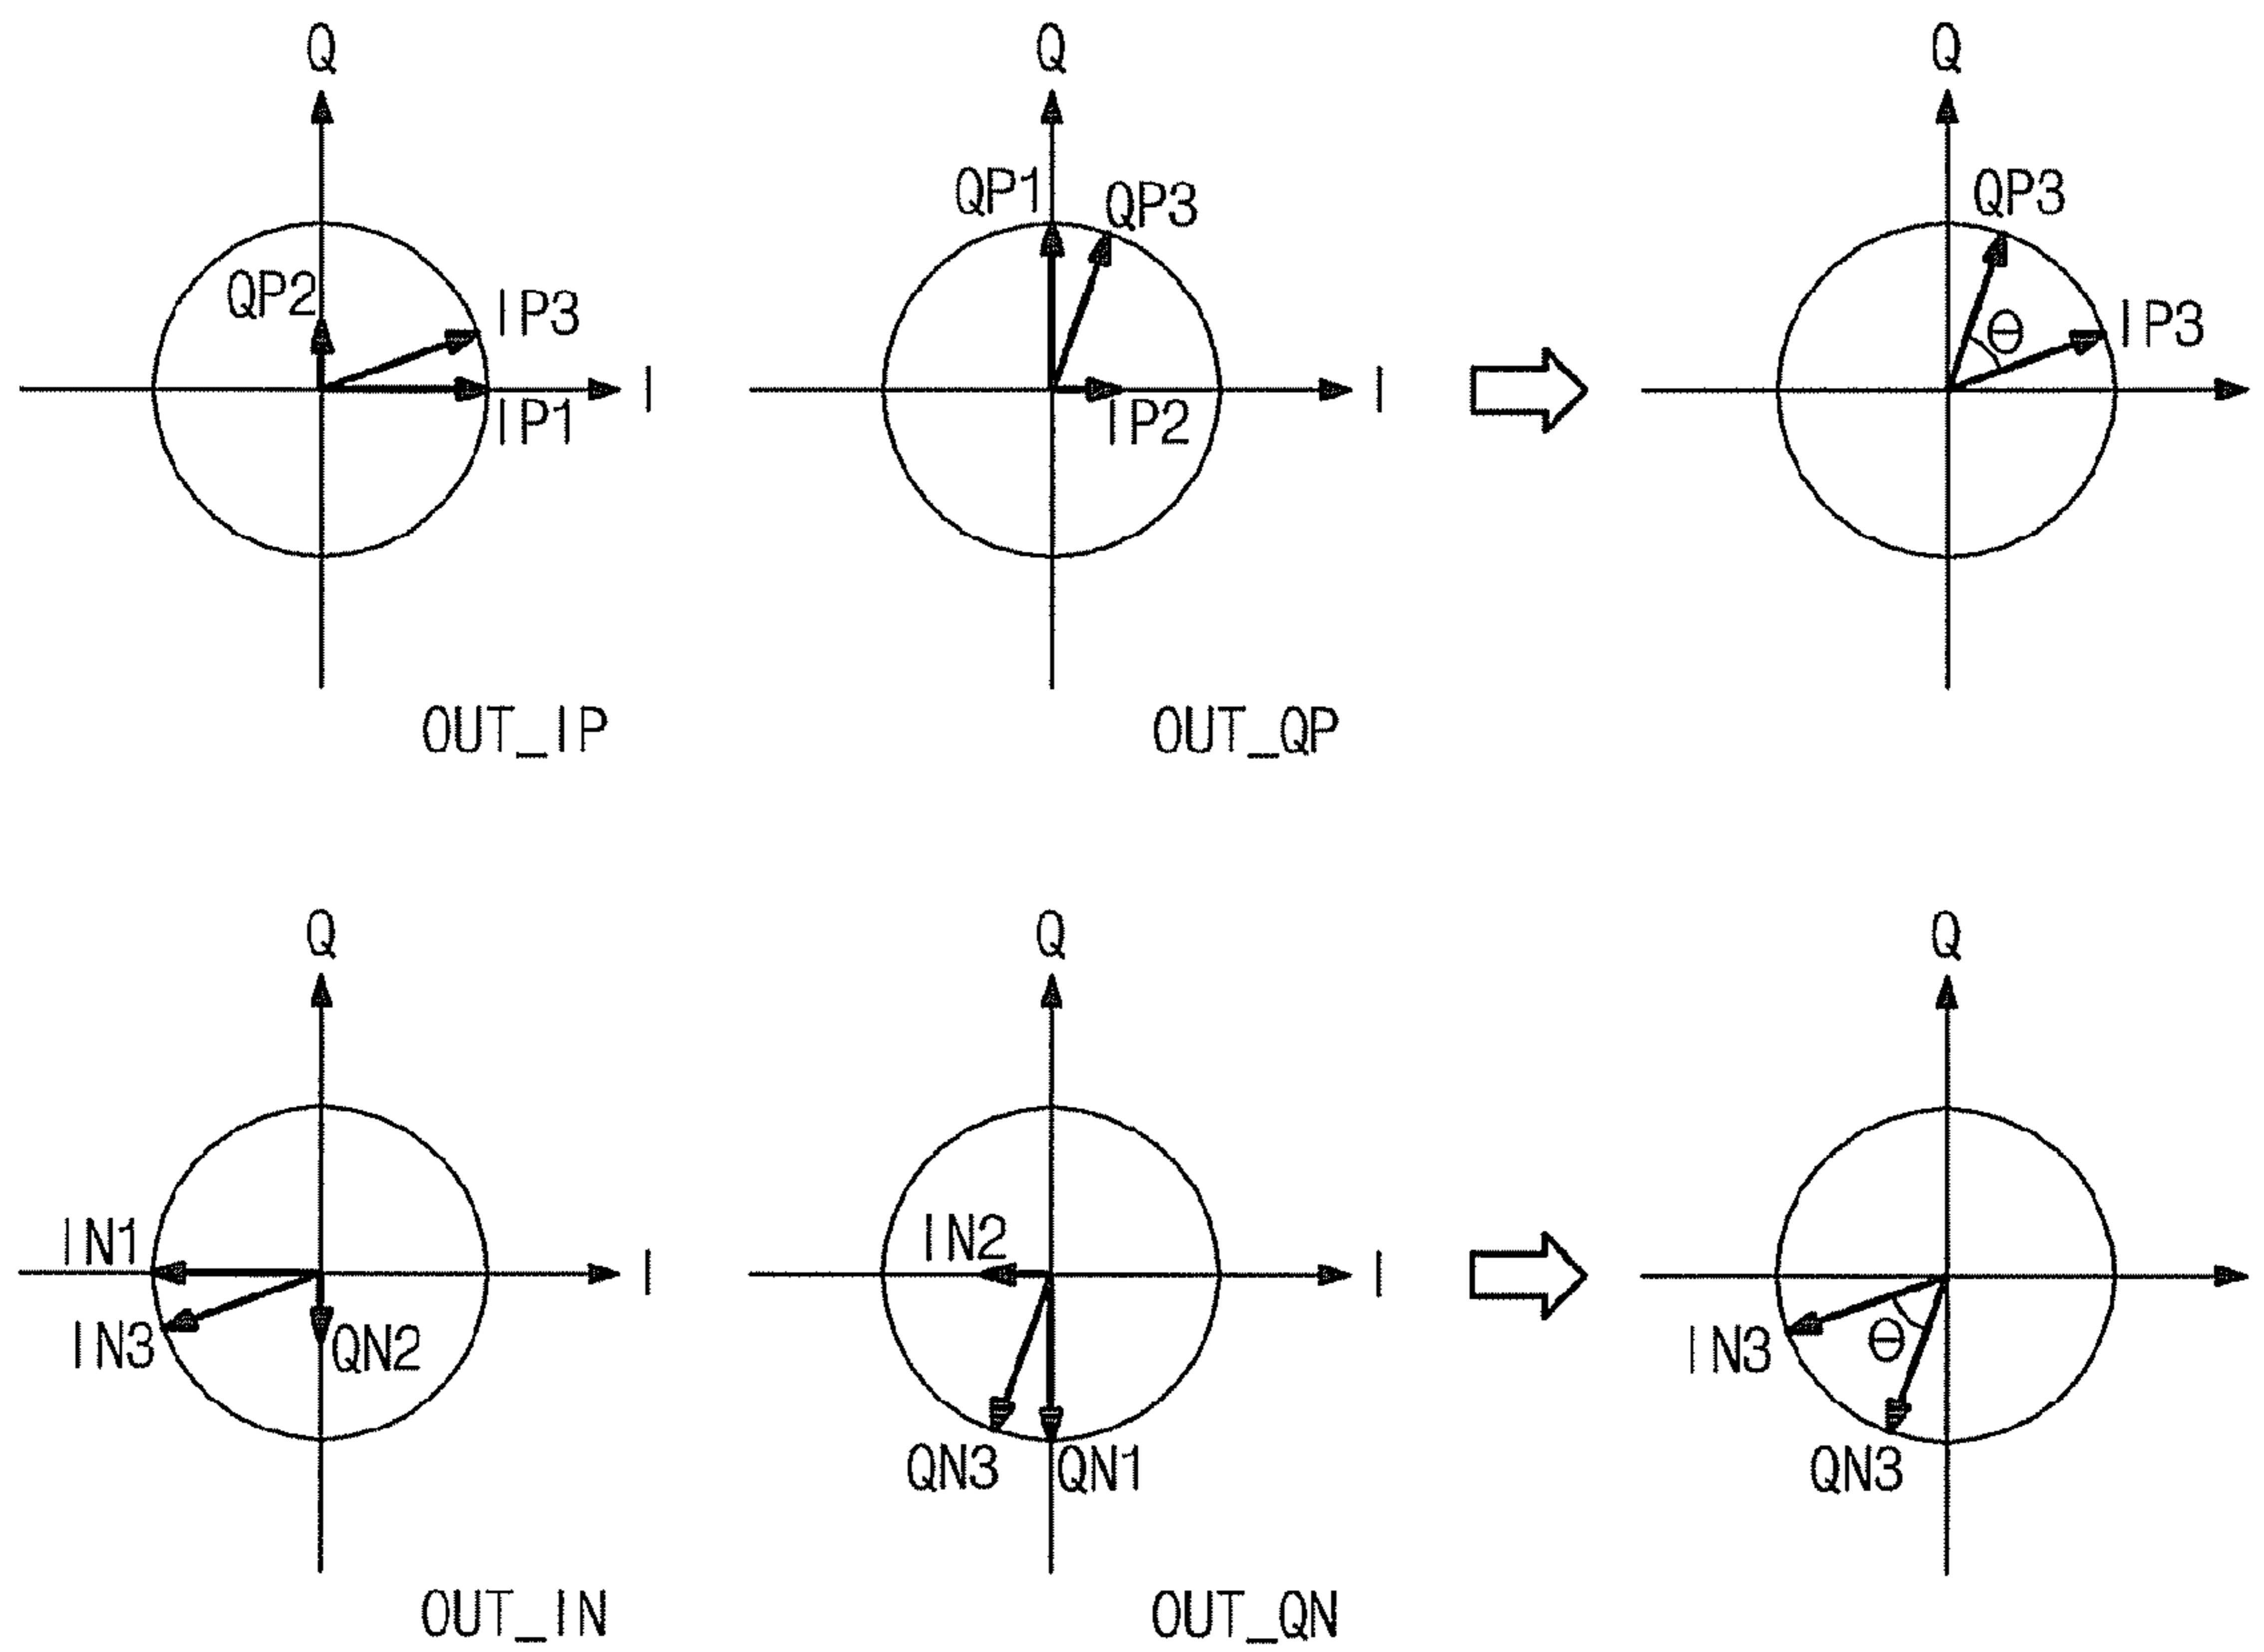 Q
QP2
IP3
I
IP1
OUT_IP
Q
QP1
QP3
I
IP2
OUT_QP
Q
QP3
θ
IP3
Q
IN1
I
IN3
QN2
OUT_IN
Q
IN2
I
QN3
QN1
OUT_QN
Q
IN3
θ
QN3